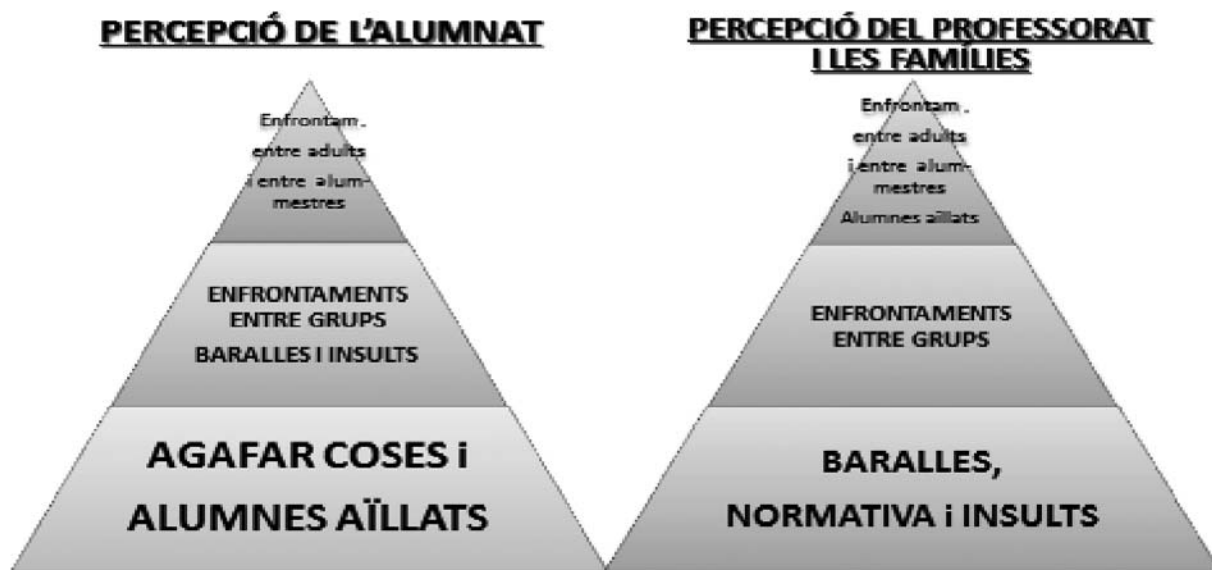 PERCEPCIÓ DE L'ALUMNAT
Enfrontam.
entre adults
i entre alum-
mestres
ENFRONTAMENTS
ENTRE GRUPS
BARALLES I INSULTS
AGAFAR COSES i
ALUMNES AÏLLATS
PERCEPCIÓ DEL PROFESSORAT
I LES FAMÍLIES
Enfrontam.
entre adults
i entre alum-
mestres
Alumnes aïllats
ENFRONTAMENTS
ENTRE GRUPS
BARALLES,
NORMATIVA i INSULTS